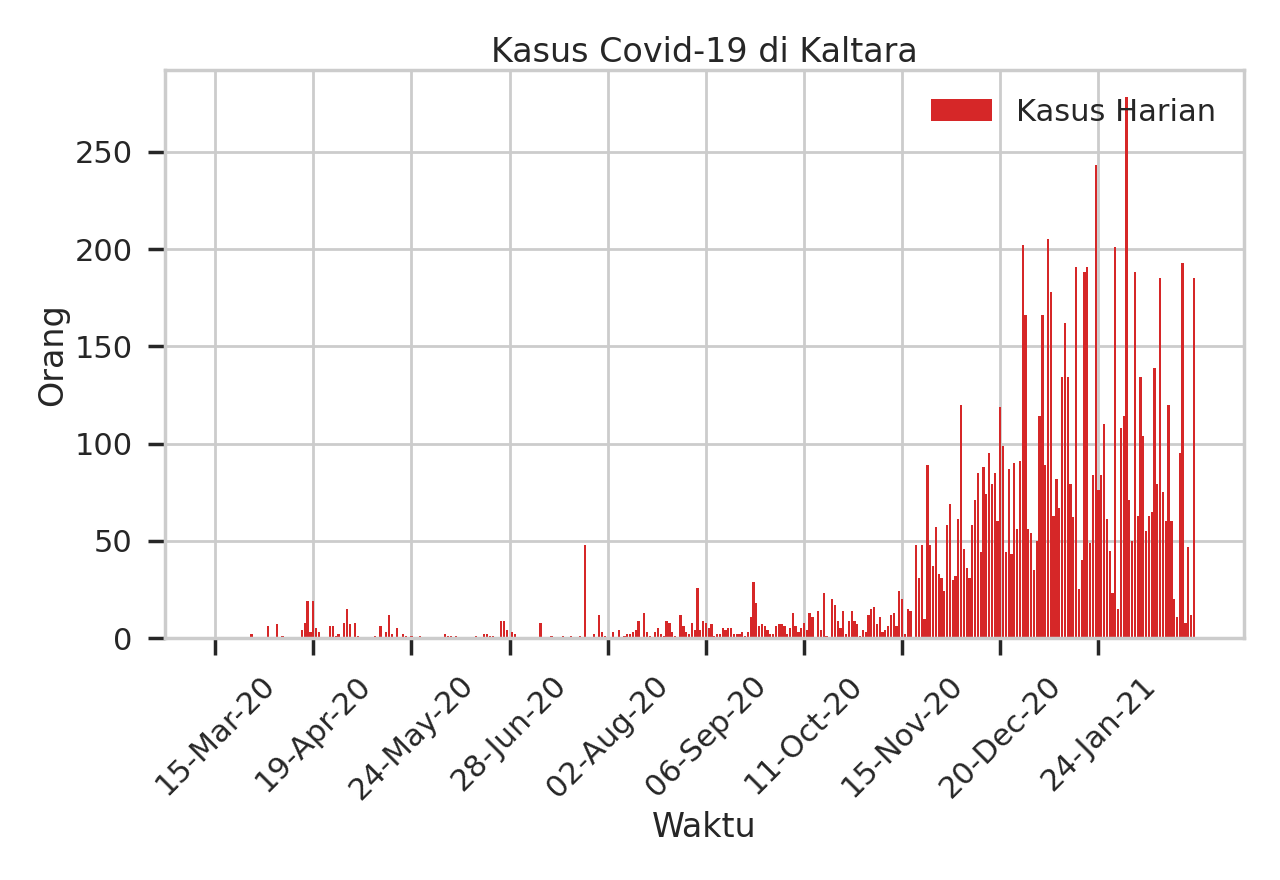 Kasus Covid-19 di Kaltara
Kasus Harian
Orang
250
200
150
100
50
0
15-Mar-20
19-Apr-20
24-May-20
28-Jun-20
02-Aug-20
06-Sep-20
11-Oct-20
15-Nov-20
20-Dec-20
24-Jan-21
Waktu